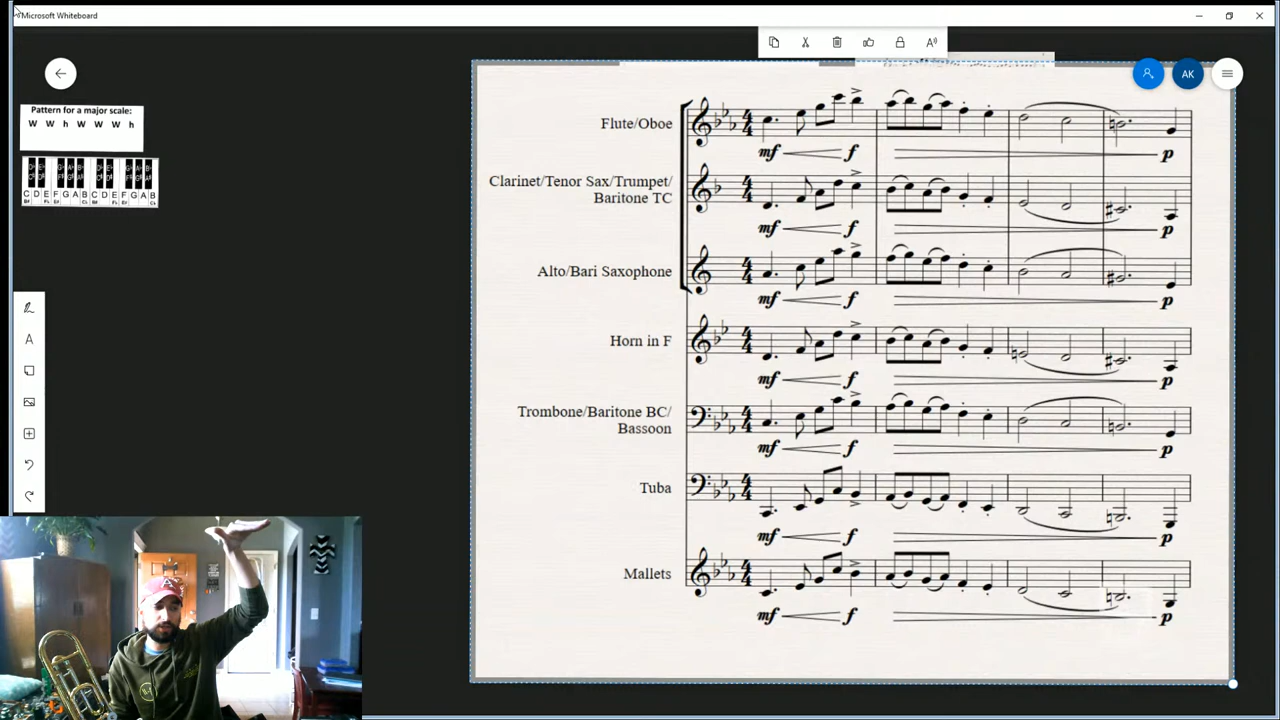 Microsoft Whiteboard
AK
Pattern for a major scale:
W W h W W W h
C D E F G A B C D E F G A B
Flute/Oboe
mf f p
Clarinet/Tenor Sax/Trumpet/
Baritone TC
mf f p
Alto/Bari Saxophone
mf f p
Horn in F
mf f p
Trombone/Baritone BC/
Bassoon
mf f p
Tuba
mf f p
Mallets
mf f p